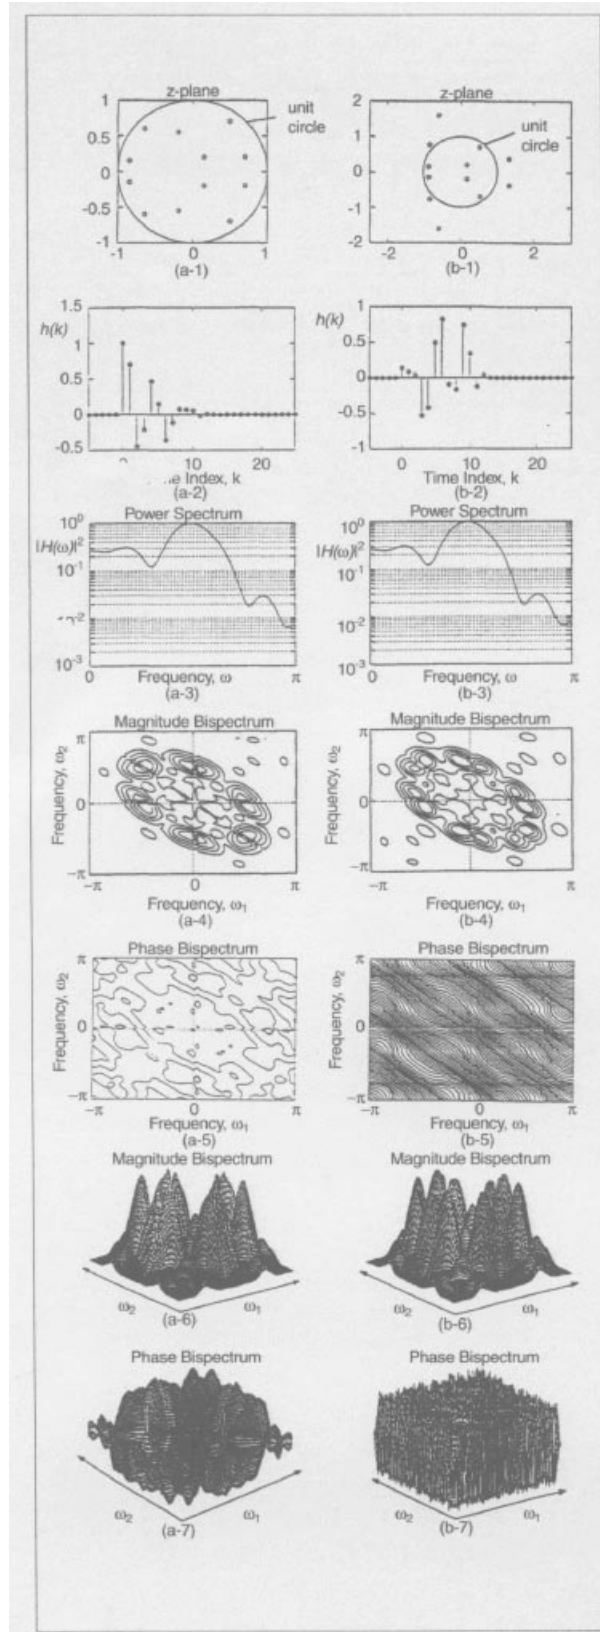 z-plane
z-plane
1
0.5
0
-0.5
-1
-1
0
1
unit
circle
(a-1)
2
1
0
-1
-2
-2
0
2
unit
circle
(b-1)
1.5
h(k)
1
0.5
0
-0.5
0
20
Index, k
(a-2)
1
h(k)
0.5
0
-0.5
-1
0
10
20
Time Index, k
(b-2)
Power Spectrum
10⁰
|H(ω)|²
10⁻¹
10⁻²
10⁻³
0
Frequency, ω
π
(a-3)
Power Spectrum
10⁰
|H(ω)|²
10⁻¹
10⁻²
10⁻³
0
Frequency, ω
π
(b-3)
Magnitude Bispectrum
Frequency, ω₂
π
0
-π
-π
0
π
Frequency, ω₁
(a-4)
Magnitude Bispectrum
Frequency, ω₂
π
0
-π
-π
0
π
Frequency, ω₁
(b-4)
Phase Bispectrum
Frequency, ω₂
π
0
-π
-π
0
π
Frequency, ω₁
(a-5)
Phase Bispectrum
Frequency, ω₂
π
0
-π
-π
0
π
Frequency, ω₁
(b-5)
Magnitude Bispectrum
ω₂
(a-6)
ω₁
Magnitude Bispectrum
ω₂
(b-6)
ω₁
Phase Bispectrum
ω₂
(a-7)
ω₁
Phase Bispectrum
ω₂
(b-7)
ω₁